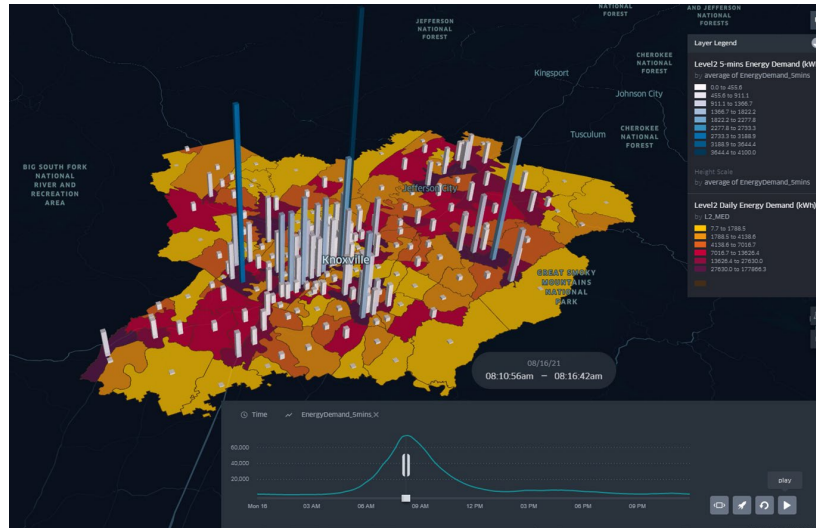 NATIONAL
FOREST
AND JEFFERSON
NATIONAL
FORESTS
JEFFERSON
NATIONAL
FOREST
CHEROKEE
NATIONAL
FOREST
Kingsport
Johnson City
Tusculum
CHEROKEE
NATIONAL
FOREST
BIG SOUTH FORK
NATIONAL
RIVER AND
RECREATION
AREA
Jefferson City
Knoxville
GREAT SMOKY
MOUNTAINS
NATIONAL
PARK
Layer Legend
Level2 5-mins Energy Demand (kW
by average of EnergyDemand_5mins
0.0 to 455.6
455.6 to 911.1
911.1 to 1366.7
1366.7 to 1822.2
1822.2 to 2277.8
2277.8 to 2733.3
2733.3 to 3188.9
3188.9 to 3644.4
3644.4 to 4100.0
Height Scale
by average of EnergyDemand_5mins
Level2 Daily Energy Demand (kWh)
by L2_MED
7.7 to 1788.5
1788.5 to 4138.6
4138.6 to 7016.7
7016.7 to 13626.4
13626.4 to 27630.0
27630.0 to 177866.3
08/16/21
08:10:56am – 08:16:42am
Time EnergyDemand_5mins X
60,000
40,000
20,000
Mon 16 03 AM 06 AM 09 AM 12 PM 03 PM 06 PM 09 PM
play